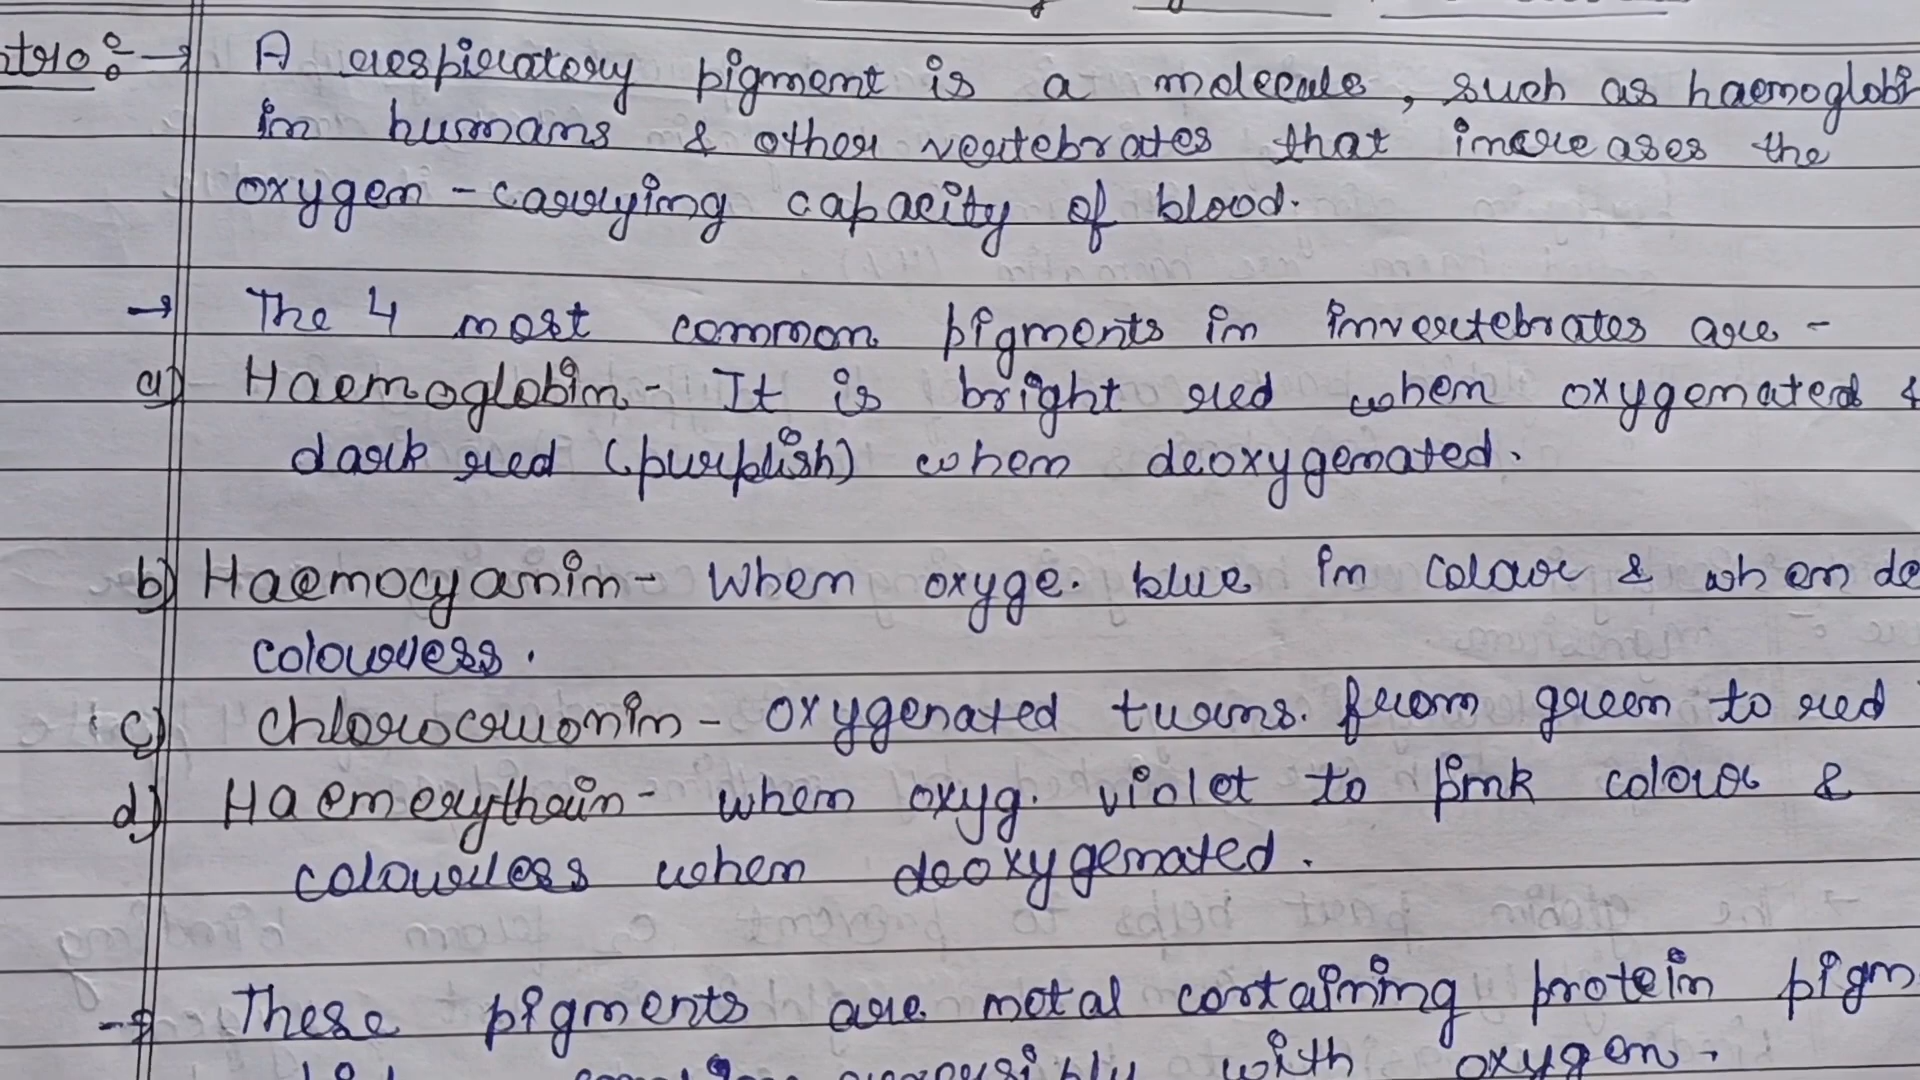 ntro :- →
A respiratory pigment is a molecule, such as haemoglobi
in humans & other vertebrates that increases the
oxygen - carrying capacity of blood.
→ The 4 most common pigments in invertebrates are -
a) Haemoglobin - It is bright red when oxygenated &
dark red (purplish) when deoxygenated.
b) Haemocyanin - When oxyge. blue in colour & when de
colourless.
c) Chlorocruonin - oxygenated turns. from green to red
d) Haemerythrin - when oxyg. violet to pink colour &
colourless when deoxygenated.
→ These pigments are metal containing protein pigm
with oxygen.